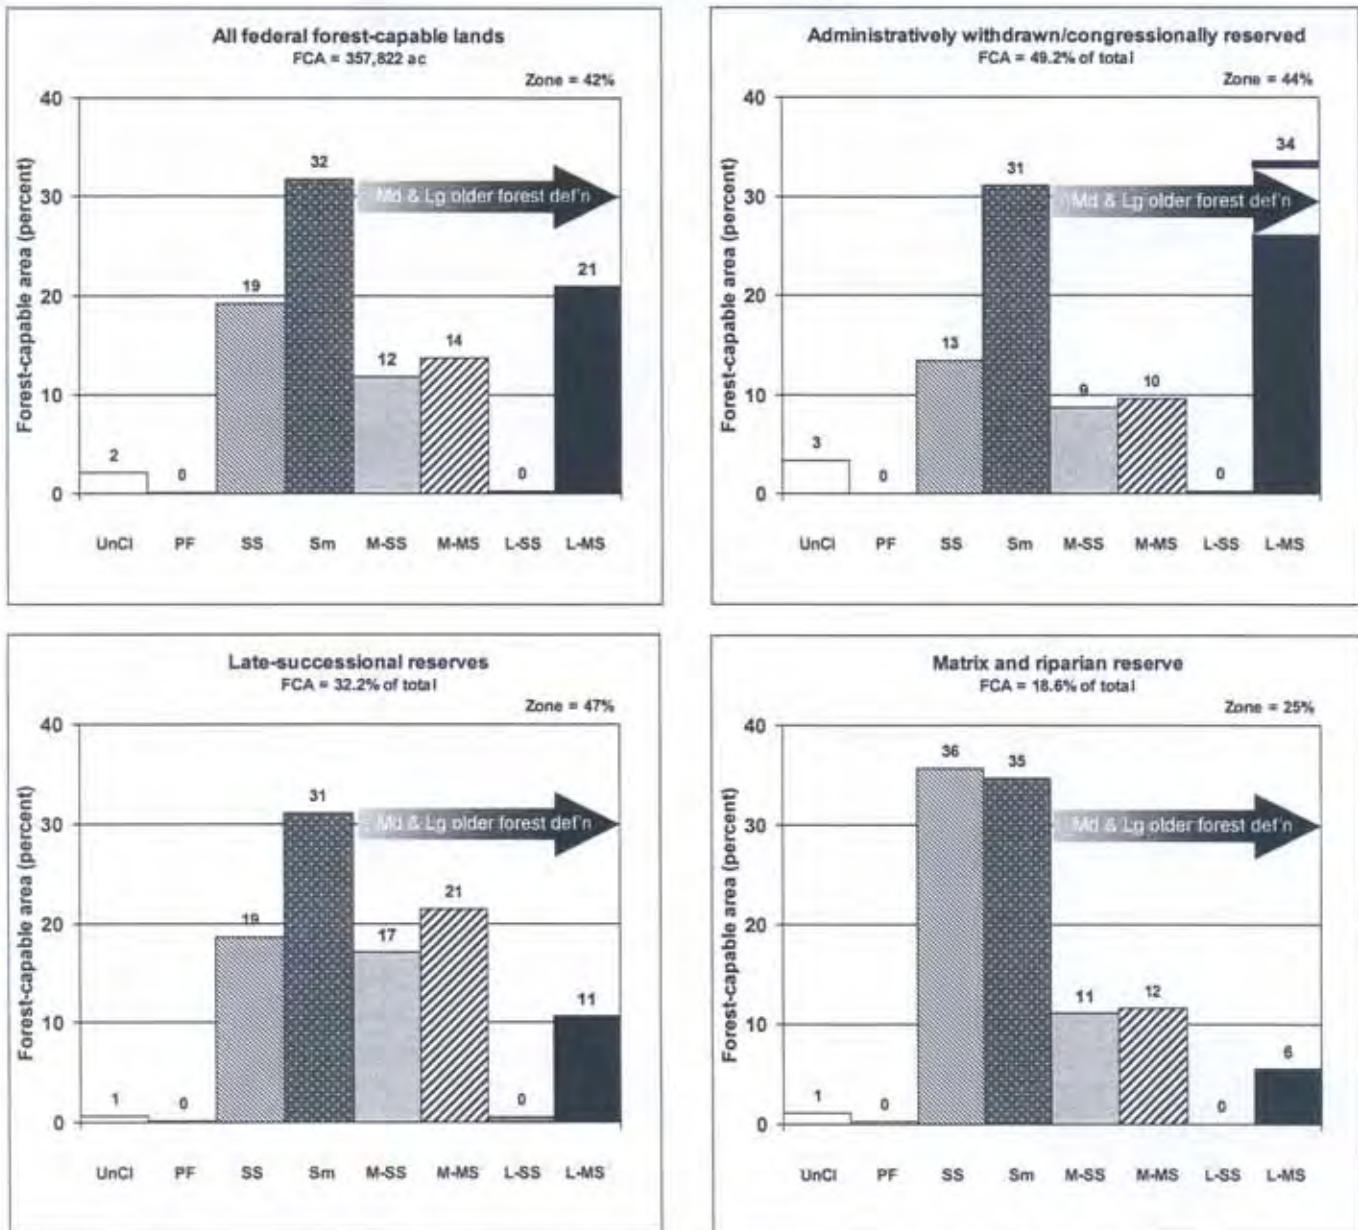 All federal forest-capable lands
FCA = 357,822 ac
Zone = 42%
Forest-capable area (percent)
40
30
20
10
0
2
0
19
32
12
14
0
21
Md & Lg older forest def'n
UnCl PF SS Sm M-SS M-MS L-SS L-MS
Administratively withdrawn/congressionally reserved
FCA = 49.2% of total
Zone = 44%
Forest-capable area (percent)
40
30
20
10
0
3
0
13
31
9
10
0
34
Md & Lg older forest def'n
UnCl PF SS Sm M-SS M-MS L-SS L-MS
Late-successional reserves
FCA = 32.2% of total
Zone = 47%
Forest-capable area (percent)
40
30
20
10
0
1
0
19
31
17
21
0
11
Md & Lg older forest def'n
UnCl PF SS Sm M-SS M-MS L-SS L-MS
Matrix and riparian reserve
FCA = 18.6% of total
Zone = 25%
Forest-capable area (percent)
40
30
20
10
0
1
0
36
35
11
12
0
6
Md & Lg older forest def'n
UnCl PF SS Sm M-SS M-MS L-SS L-MS